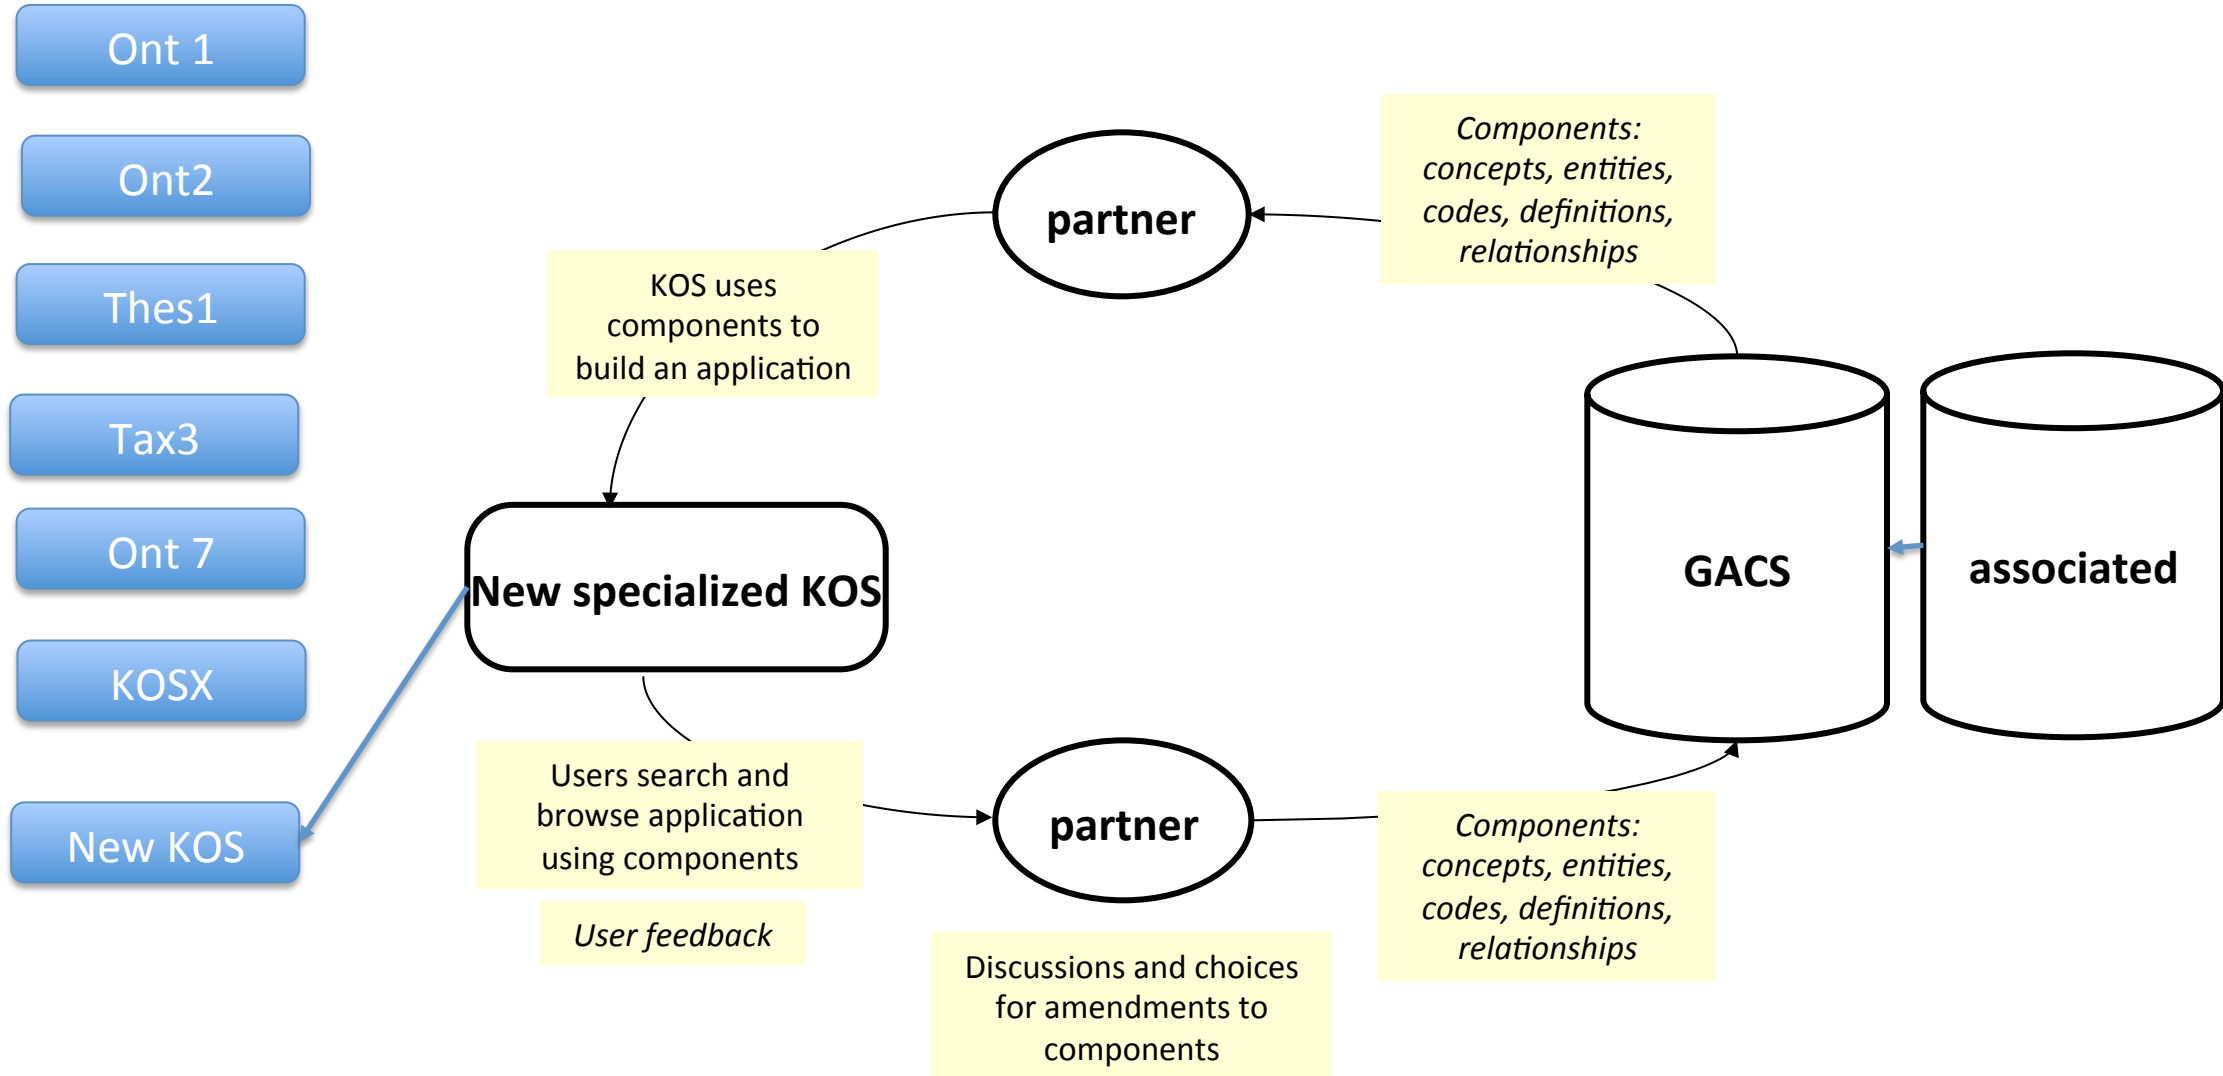 Ont 1
Ont2
Thes1
Tax3
Ont 7
KOSX
New KOS
partner
Components:
concepts, entities,
codes, definitions,
relationships
KOS uses
components to
build an application
New specialized KOS
GACS
associated
Users search and
browse application
using components
User feedback
partner
Discussions and choices
for amendments to
components
Components:
concepts, entities,
codes, definitions,
relationships